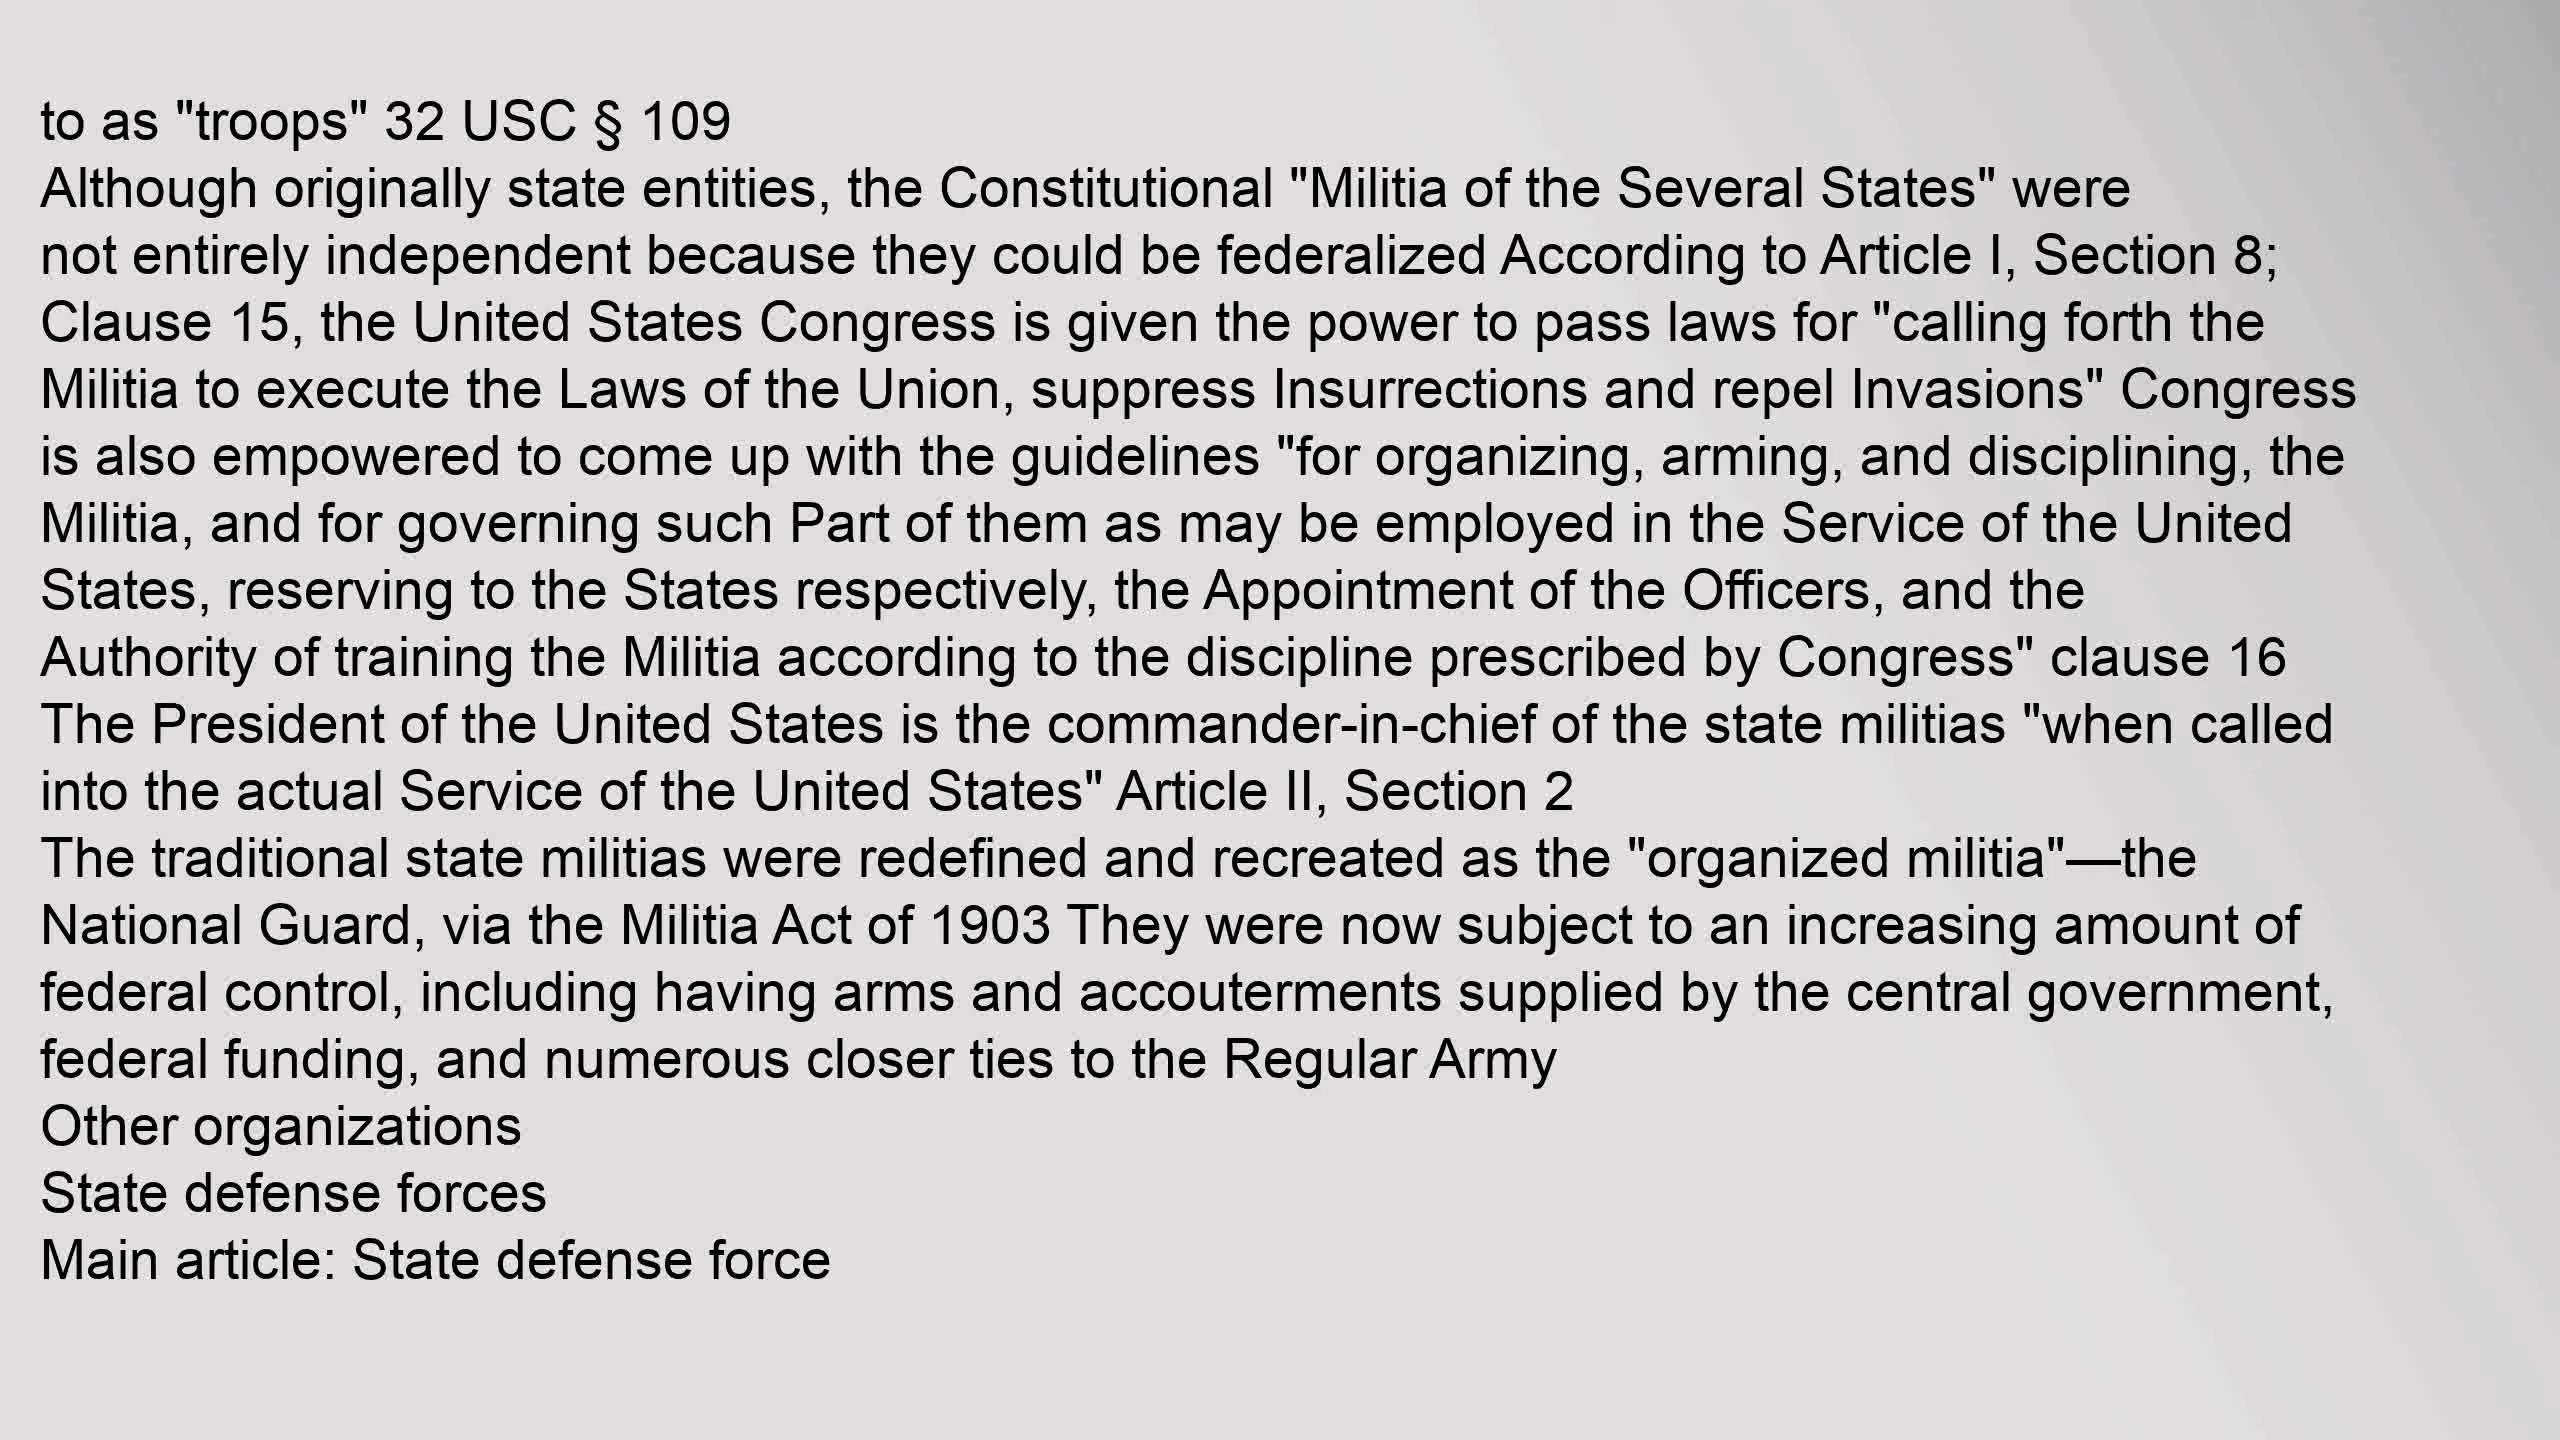 to as "troops" 32 USC § 109
Although originally state entities, the Constitutional "Militia of the Several States" were
not entirely independent because they could be federalized According to Article I, Section 8;
Clause 15, the United States Congress is given the power to pass laws for "calling forth the
Militia to execute the Laws of the Union, suppress Insurrections and repel Invasions" Congress
is also empowered to come up with the guidelines "for organizing, arming, and disciplining, the
Militia, and for governing such Part of them as may be employed in the Service of the United
States, reserving to the States respectively, the Appointment of the Officers, and the
Authority of training the Militia according to the discipline prescribed by Congress" clause 16
The President of the United States is the commander-in-chief of the state militias "when called
into the actual Service of the United States" Article II, Section 2
The traditional state militias were redefined and recreated as the "organized militia"—the
National Guard, via the Militia Act of 1903 They were now subject to an increasing amount of
federal control, including having arms and accouterments supplied by the central government,
federal funding, and numerous closer ties to the Regular Army
Other organizations
State defense forces
Main article: State defense force